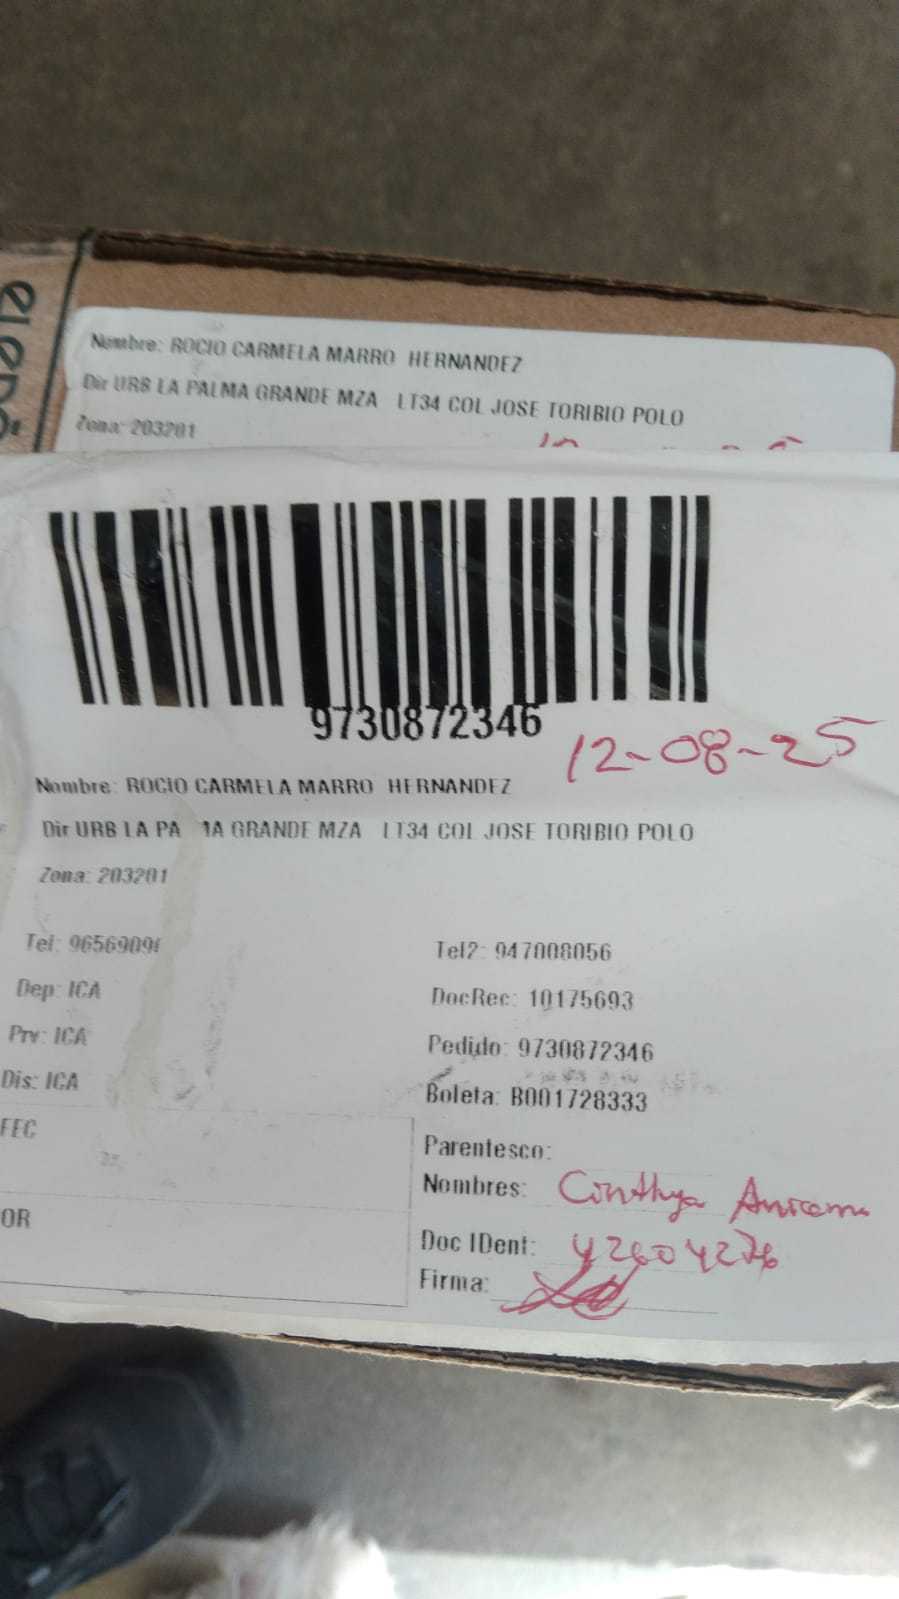 Nombre: ROCIO CARMELA MARRO HERNANDEZ
Dir URB LA PALMA GRANDE MZA LT34 COL JOSE TORIBIO POLO
Zona: 203201
9730872346
12-08-25
Nombre: ROCIO CARMELA MARRO HERNANDEZ
Dir URB LA PA MA GRANDE MZA LT34 COL JOSE TORIBIO POLO
Zona: 203201
Tel: 9656909 Tel2: 947008056
Dep: ICA DocRec: 10175693
Prv: ICA Pedido: 9730872346
Dis: ICA Boleta: B001728333
FEC Parentesco:
Nombres: Cinthya
OR Doc IDent: 42604276
Firma: